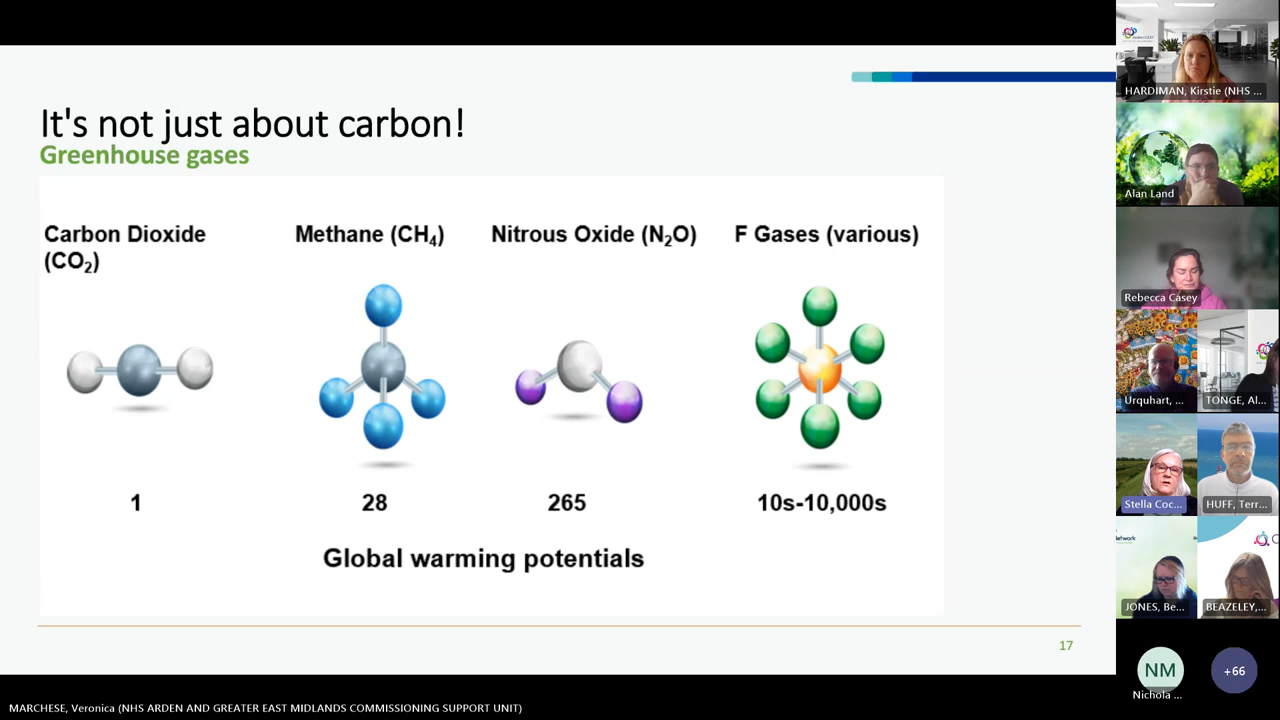 It's not just about carbon!
Greenhouse gases
Carbon Dioxide
(CO₂)
Methane (CH₄)
Nitrous Oxide (N₂O)
F Gases (various)
1
28
265
10s-10,000s
Global warming potentials
17
HARDIMAN, Kirstie (NHS ...
Alan Land
Rebecca Casey
Urquhart, ...
TONGE, Al...
Stella Coc...
HUFF, Terr...
etwork
JONES, Be...
BEAZELEY,...
NM
Nichola ...
+66
MARCHESE, Veronica (NHS ARDEN AND GREATER EAST MIDLANDS COMMISSIONING SUPPORT UNIT)